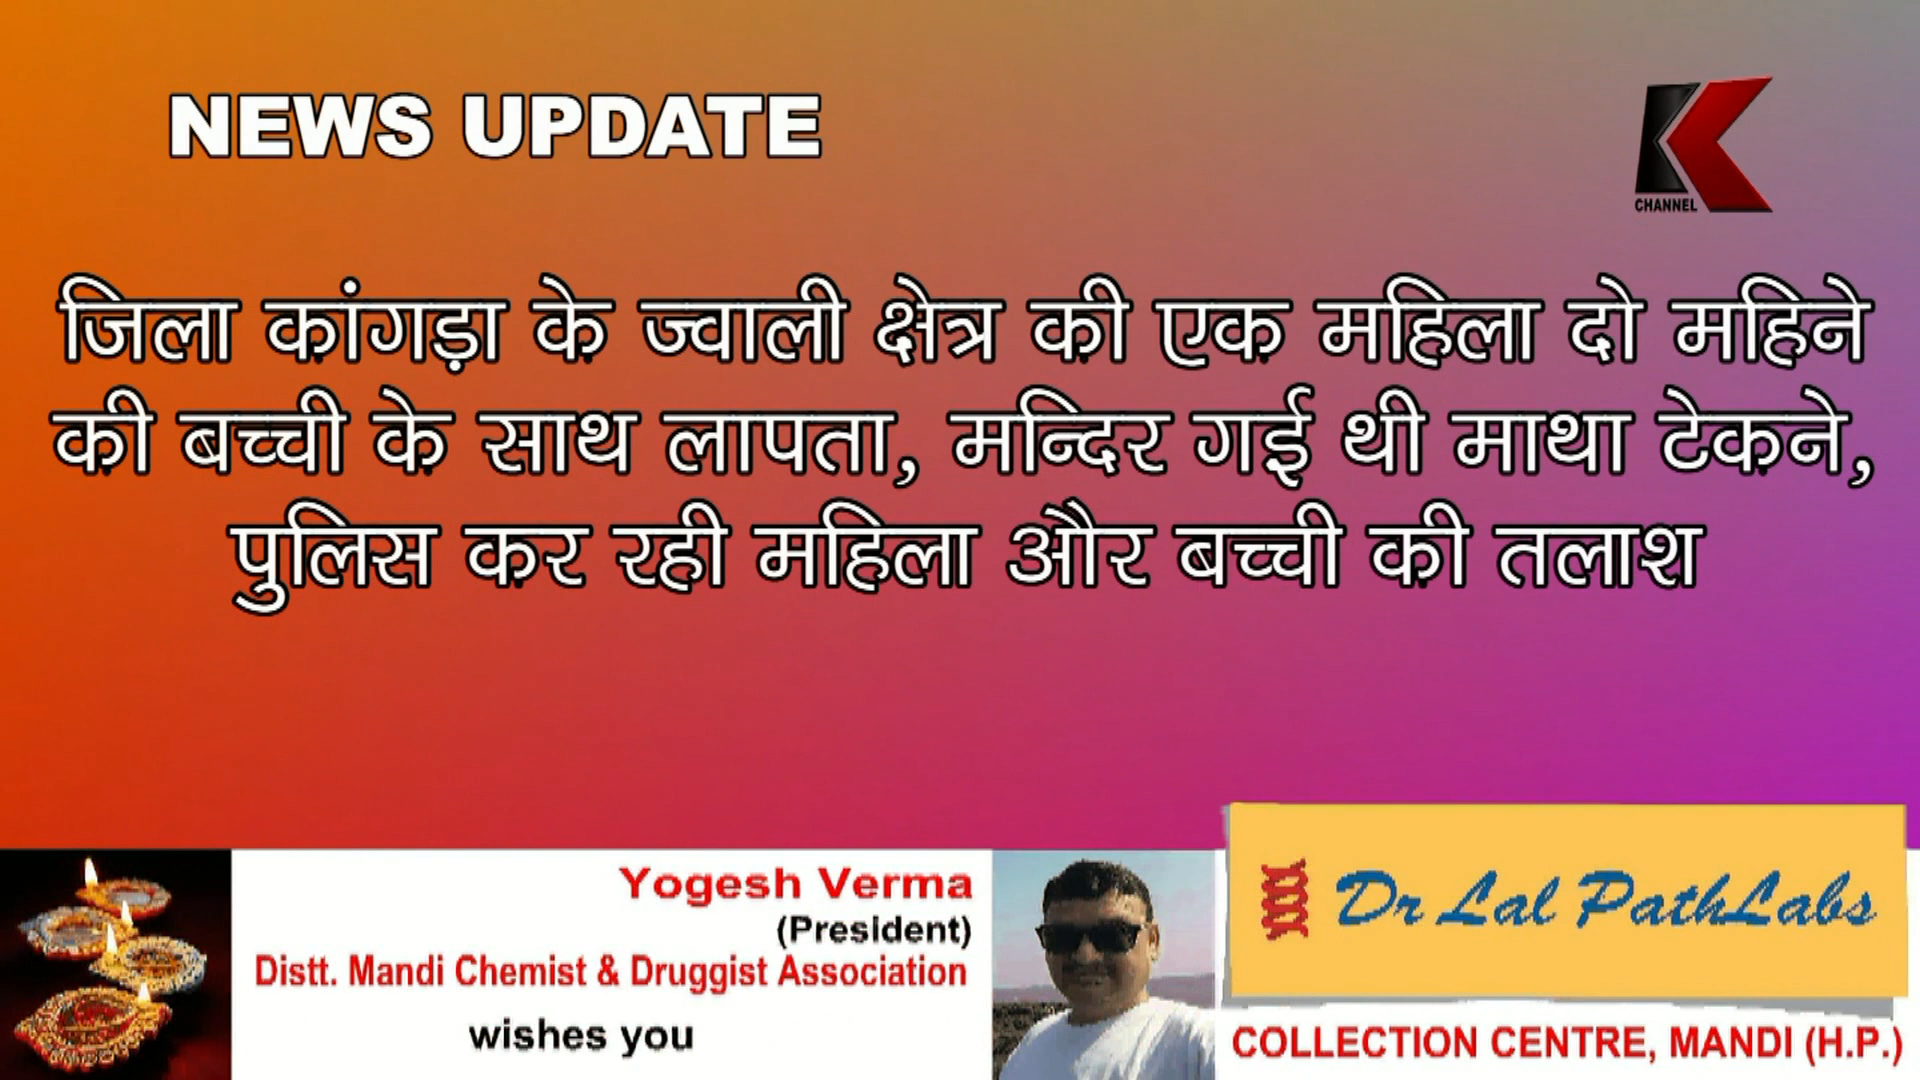 NEWS UPDATE
CHANNEL
जिला कांगड़ा के ज्वाली क्षेत्र की एक महिला दो महिने
की बच्ची के साथ लापता, मन्दिर गई थी माथा टेकने,
पुलिस कर रही महिला और बच्ची की तलाश
Yogesh Verma
(President)
Distt. Mandi Chemist & Druggist Association
wishes you
Dr Lal PathLabs
COLLECTION CENTRE, MANDI (H.P.)